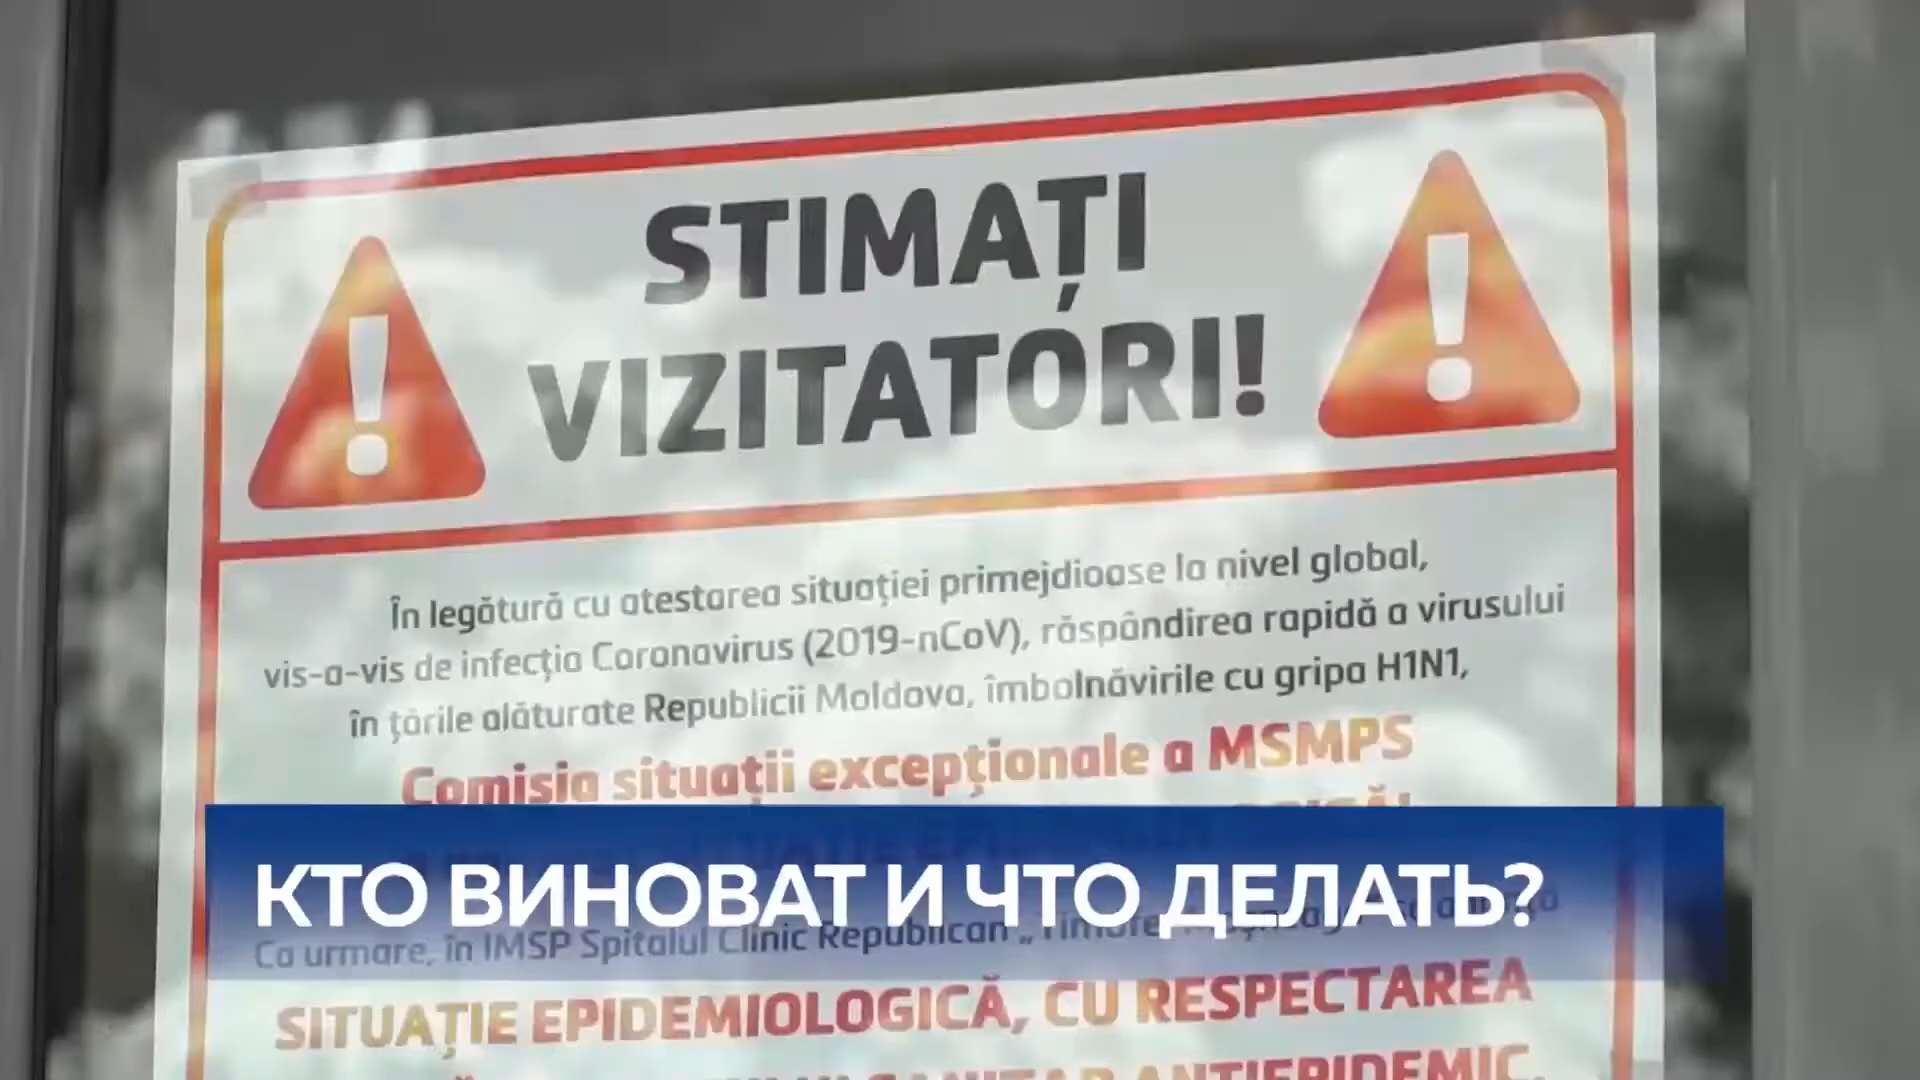 STIMAȚI
VIZITATORI!
În legătură cu atestarea situației primejdioase la nivel global,
vis-a-vis de infecția Coronavirus (2019-nCoV), răspândirea rapidă a virusului
în țările alăturate Republicii Moldova, îmbolnăvirile cu gripa H1N1,
Comisia situații excepționale a MSMPS
КТО ВИНОВАТ И ЧТО ДЕЛАТЬ?
Ca urmare, în IMSP Spitalul Clinic Republican „Timofei
SITUAȚIE EPIDEMIOLOGICĂ, CU RESPECTAREA
ANTIEPIDEMIC,